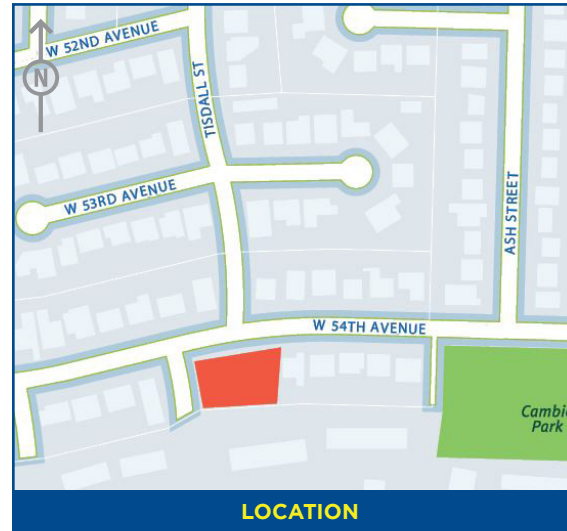 W 52ND AVENUE
N
TISDALL ST
W 53RD AVENUE
ASH STREET
W 54TH AVENUE
Cambie
Park
LOCATION